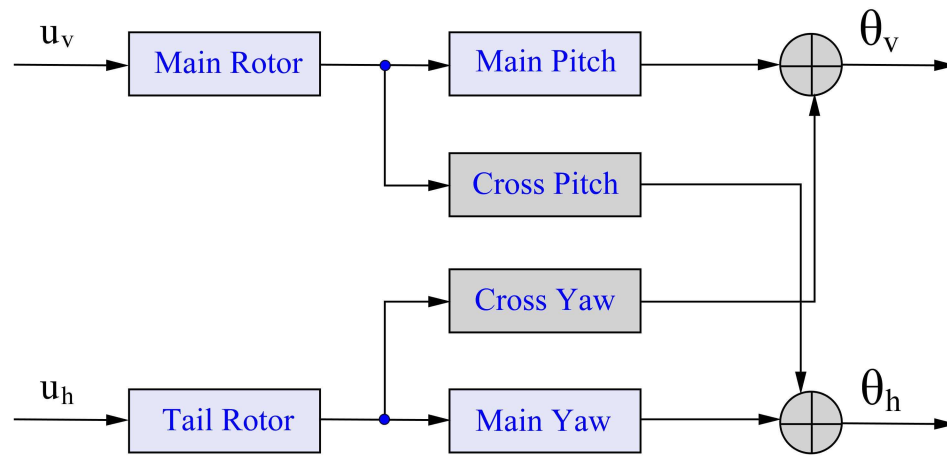 u_v
Main Rotor
Main Pitch
θ_v
Cross Pitch
Cross Yaw
u_h
Tail Rotor
Main Yaw
θ_h